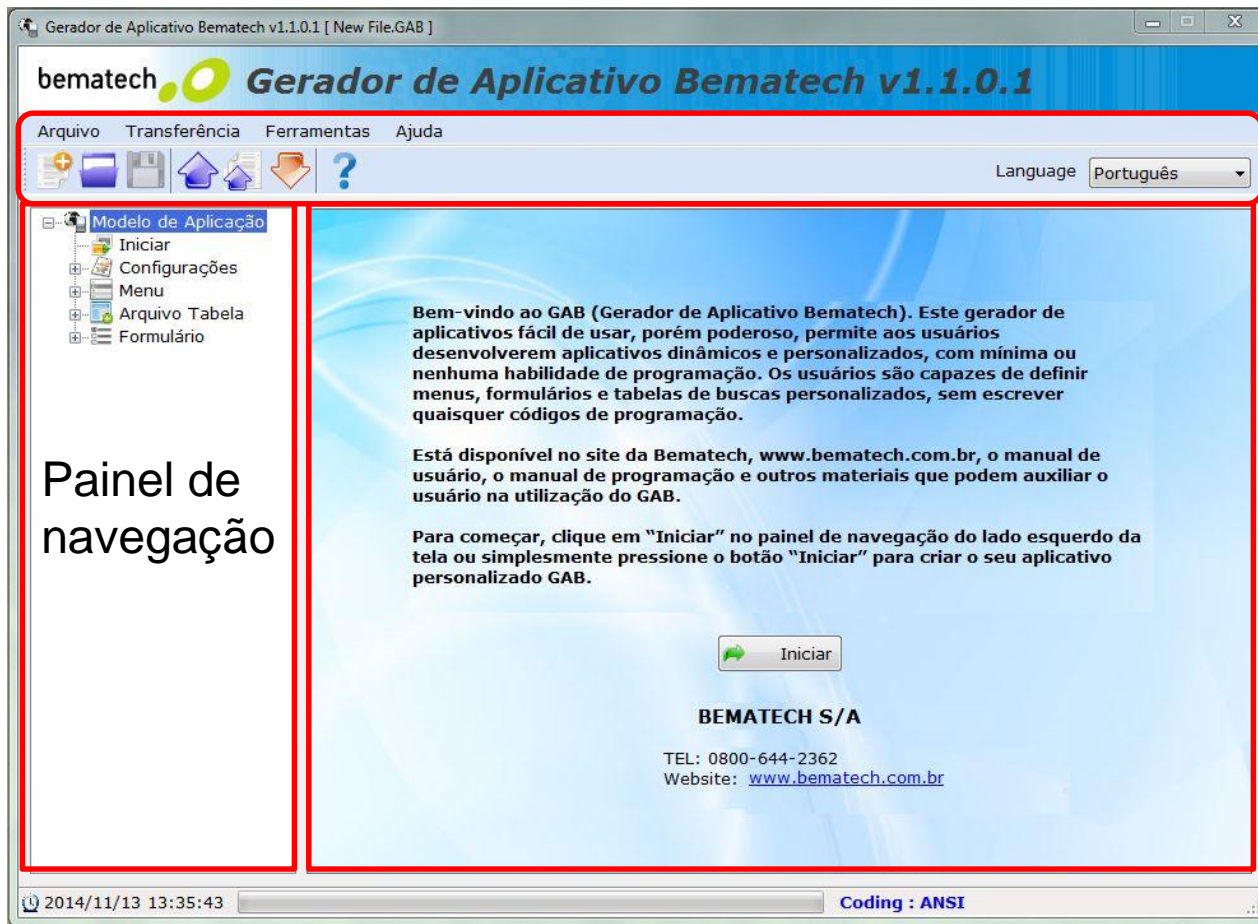 Gerador de Aplicativo Bematech v1.1.0.1 [ New File.GAB ]
bematech
Gerador de Aplicativo Bematech v1.1.0.1
Arquivo Transferência Ferramentas Ajuda
Language Português
Modelo de Aplicação
Iniciar
Configurações
Menu
Arquivo Tabela
Formulário
Painel de
navegação
Bem-vindo ao GAB (Gerador de Aplicativo Bematech). Este gerador de
aplicativos fácil de usar, porém poderoso, permite aos usuários
desenvolverem aplicativos dinâmicos e personalizados, com mínima ou
nenhuma habilidade de programação. Os usuários são capazes de definir
menus, formulários e tabelas de buscas personalizados, sem escrever
quaisquer códigos de programação.
Está disponível no site da Bematech, www.bematech.com.br, o manual de
usuário, o manual de programação e outros materiais que podem auxiliar o
usuário na utilização do GAB.
Para começar, clique em “Iniciar” no painel de navegação do lado esquerdo da
tela ou simplesmente pressione o botão “Iniciar” para criar o seu aplicativo
personalizado GAB.
Iniciar
BEMATECH S/A
TEL: 0800-644-2362
Website: www.bematech.com.br
2014/11/13 13:35:43
Coding : ANSI